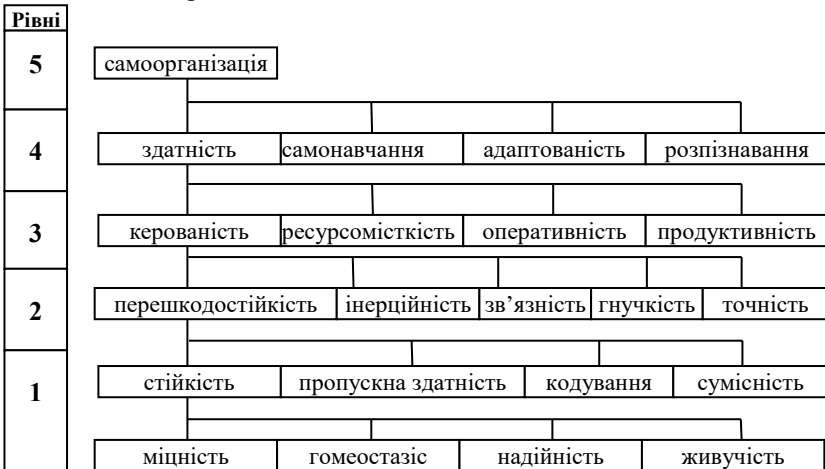 Рівні
5 самоорганізація
4 здатність самонавчання адаптованість розпізнавання
3 керованість ресурсомісткість оперативність продуктивність
2 перешкодостійкість інерційність зв’язність гнучкість точність
1 стійкість пропускна здатність кодування сумісність
міцність гомеостазіс надійність живучість